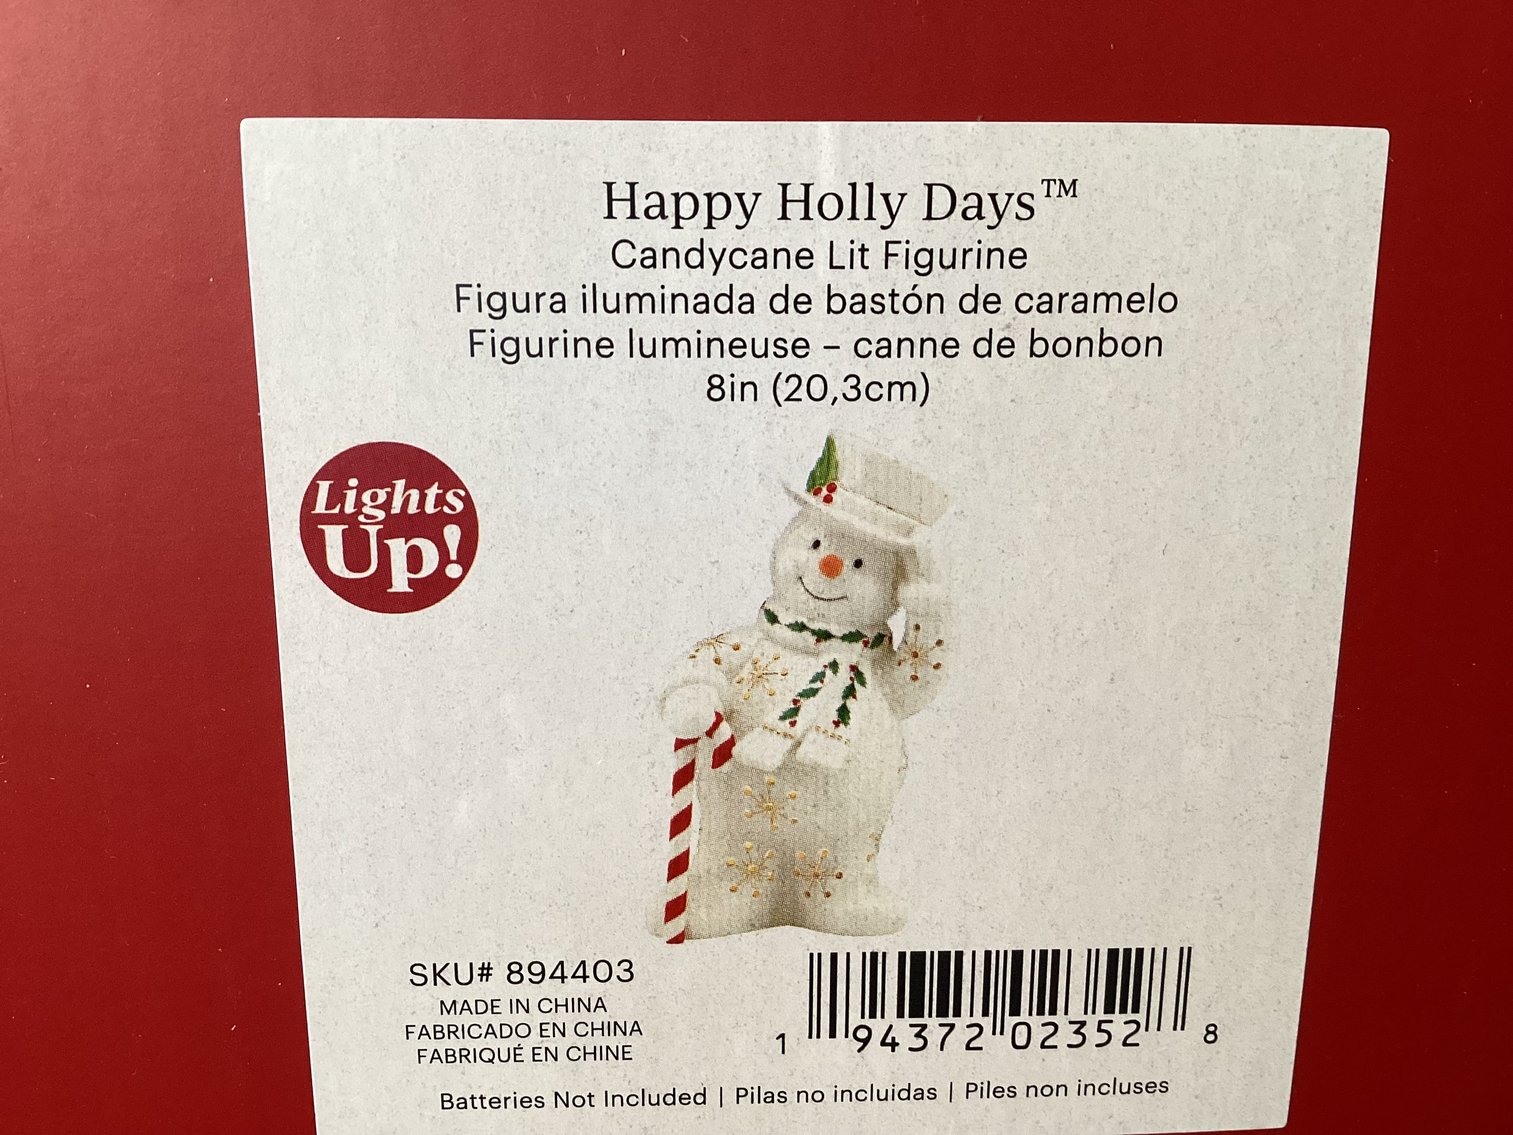 Happy Holly Days™
Candycane Lit Figurine
Figura iluminada de bastón de caramelo
Figurine lumineuse – canne de bonbon
8in (20,3cm)
Lights
Up!
SKU# 894403
MADE IN CHINA
FABRICADO EN CHINA
FABRIQUÉ EN CHINE
1 94372 02352 8
Batteries Not Included | Pilas no incluidas | Piles non incluses